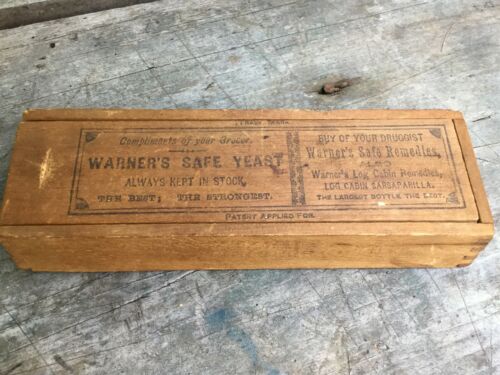 TRADE MARK
Compliments of your Grocer.
WARNER'S SAFE YEAST
ALWAYS KEPT IN STOCK.
THE BEST; THE STRONGEST.
BUY OF YOUR DRUGGIST
Warner's Safe Remedies,
ALSO
Warner's Log Cabin Remedies,
LOG CABIN SARSAPARILLA.
THE LARGEST BOTTLE THE BEST.
PATENT APPLIED FOR.